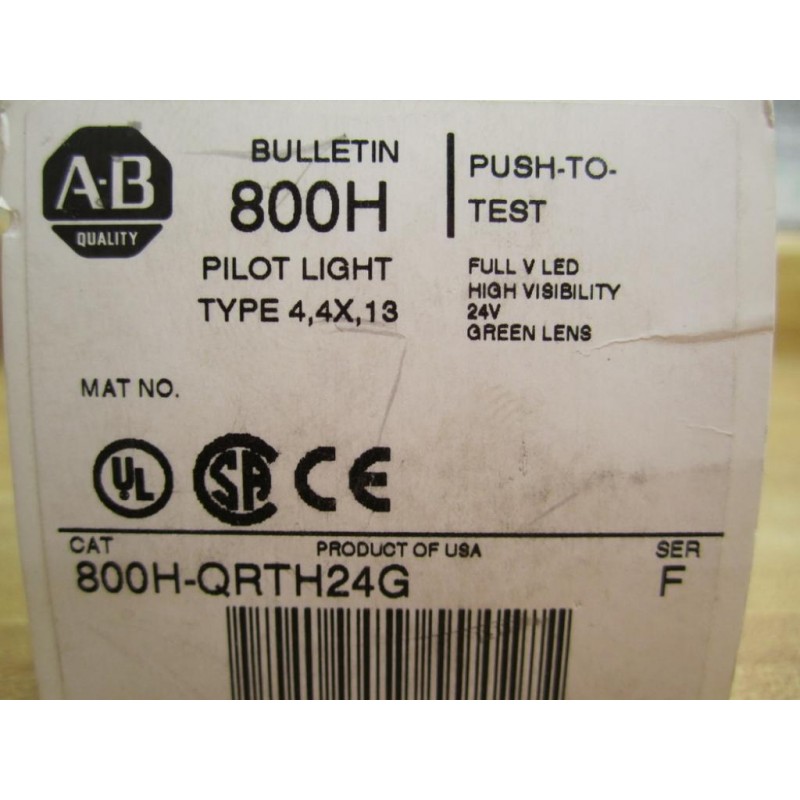 A-B
QUALITY
BULLETIN
800H
PILOT LIGHT
TYPE 4,4X,13
PUSH-TO-
TEST
FULL V LED
HIGH VISIBILITY
24V
GREEN LENS
MAT NO.
UL
SA
CE
CAT
PRODUCT OF USA
SER
800H-QRTH24G
F